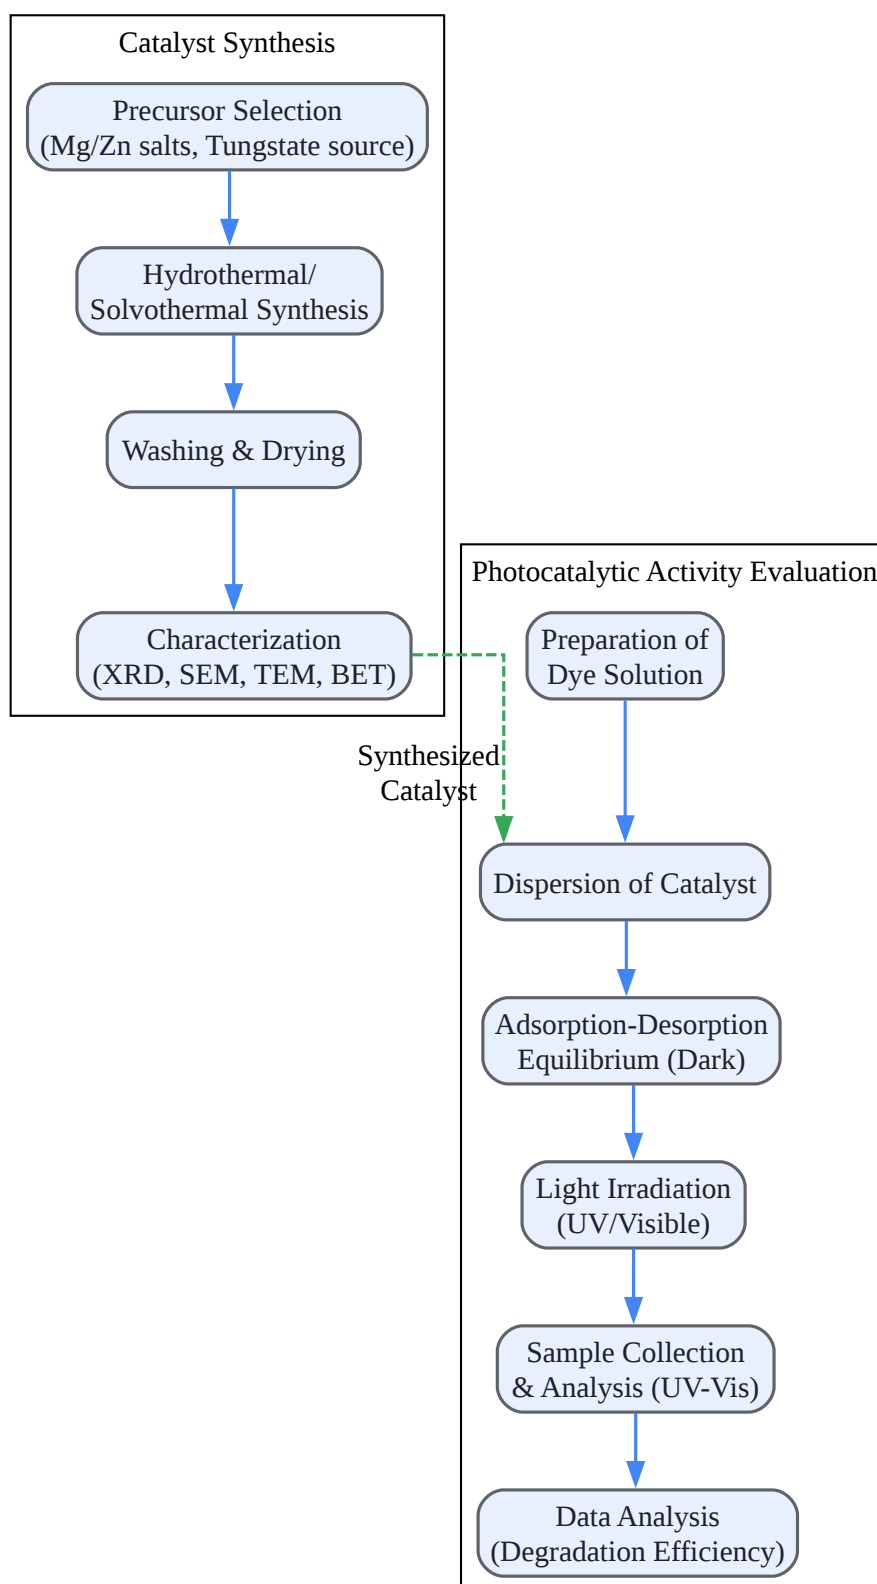 Catalyst Synthesis
Precursor Selection
(Mg/Zn salts, Tungstate source)
Hydrothermal/
Solvothermal Synthesis
Washing & Drying
Characterization
(XRD, SEM, TEM, BET)
Synthesized
Catalyst
Photocatalytic Activity Evaluation
Preparation of
Dye Solution
Dispersion of Catalyst
Adsorption-Desorption
Equilibrium (Dark)
Light Irradiation
(UV/Visible)
Sample Collection
& Analysis (UV-Vis)
Data Analysis
(Degradation Efficiency)